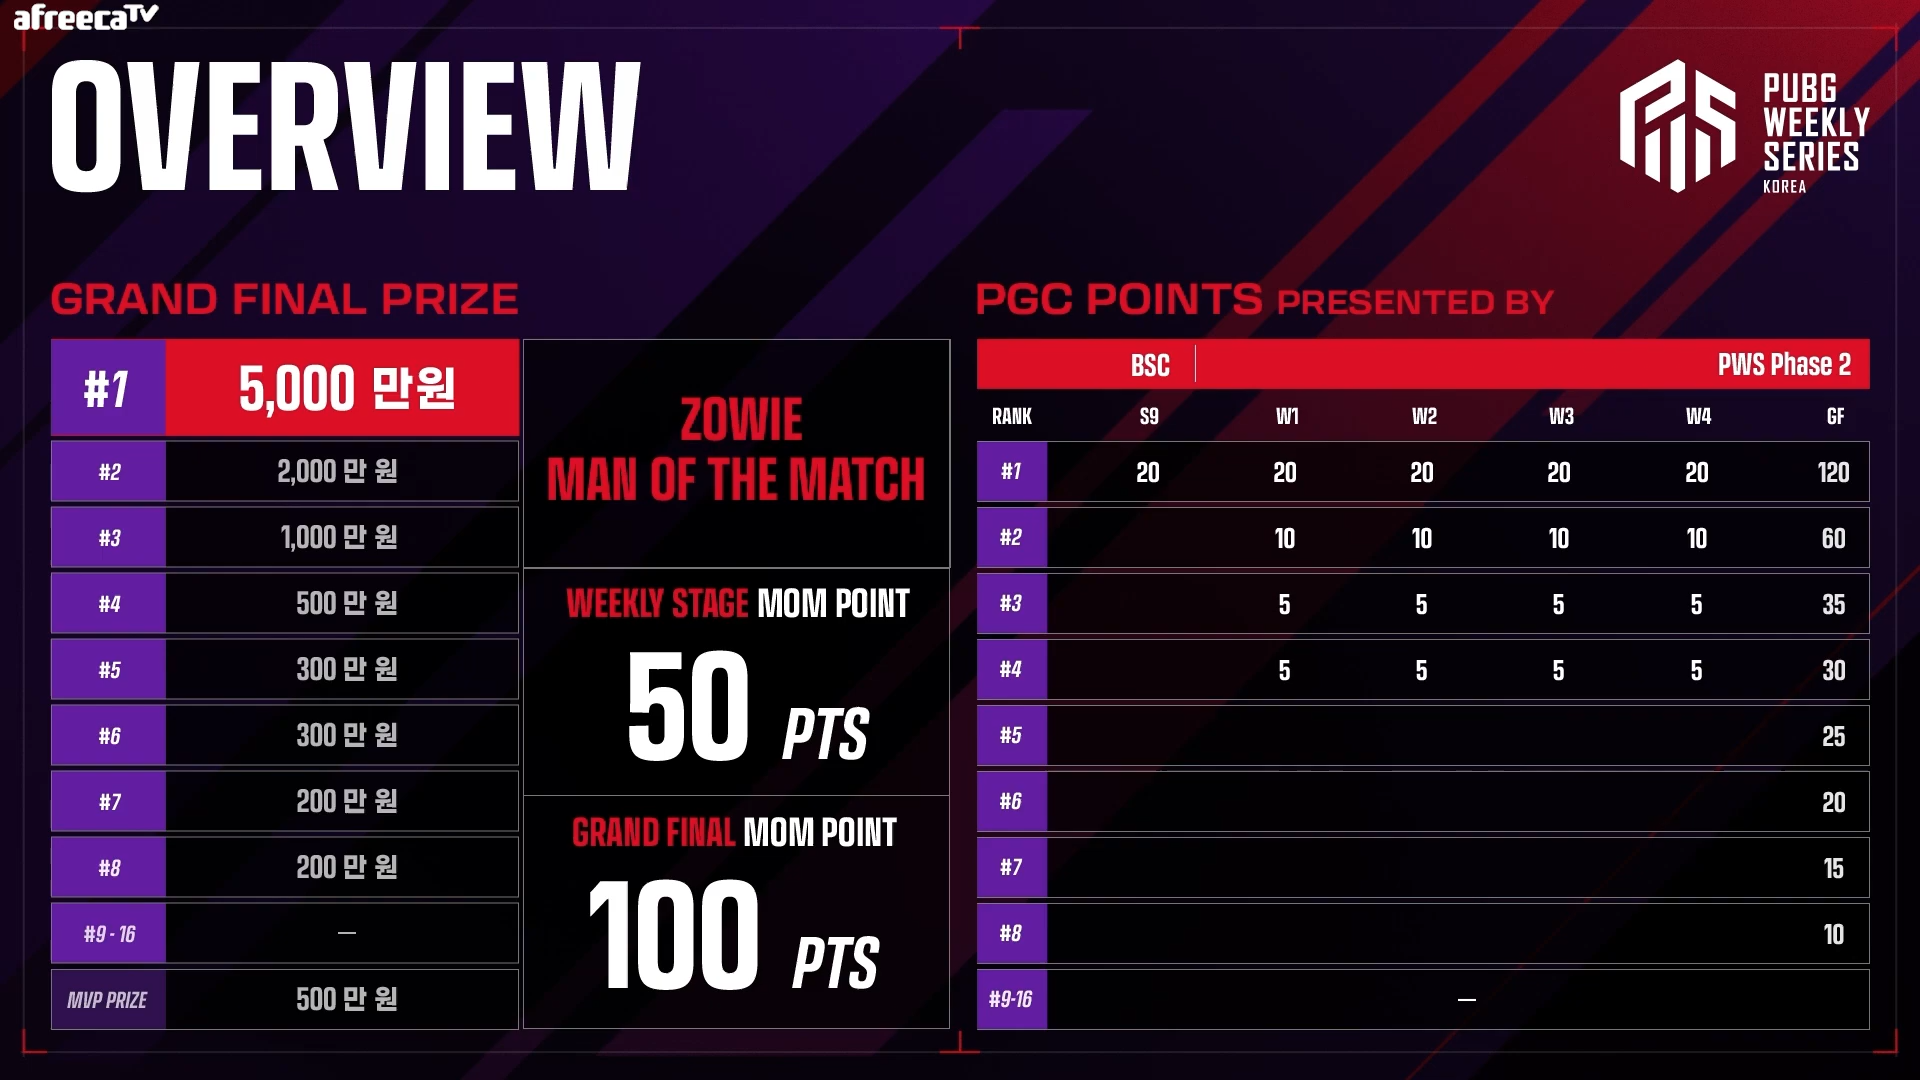 afreecaTV
OVERVIEW
PUBG
WEEKLY
SERIES
KOREA
GRAND FINAL PRIZE
#1 5,000 만원
#2 2,000 만 원
#3 1,000 만 원
#4 500 만 원
#5 300 만 원
#6 300 만 원
#7 200 만 원
#8 200 만 원
#9 - 16 —
MVP PRIZE 500 만 원
ZOWIE
MAN OF THE MATCH
WEEKLY STAGE MOM POINT
50 PTS
GRAND FINAL MOM POINT
100 PTS
PGC POINTS PRESENTED BY
BSC PWS Phase 2
RANK S9 W1 W2 W3 W4 GF
#1 20 20 20 20 20 120
#2 10 10 10 10 60
#3 5 5 5 5 35
#4 5 5 5 5 30
#5 25
#6 20
#7 15
#8 10
#9-16 —